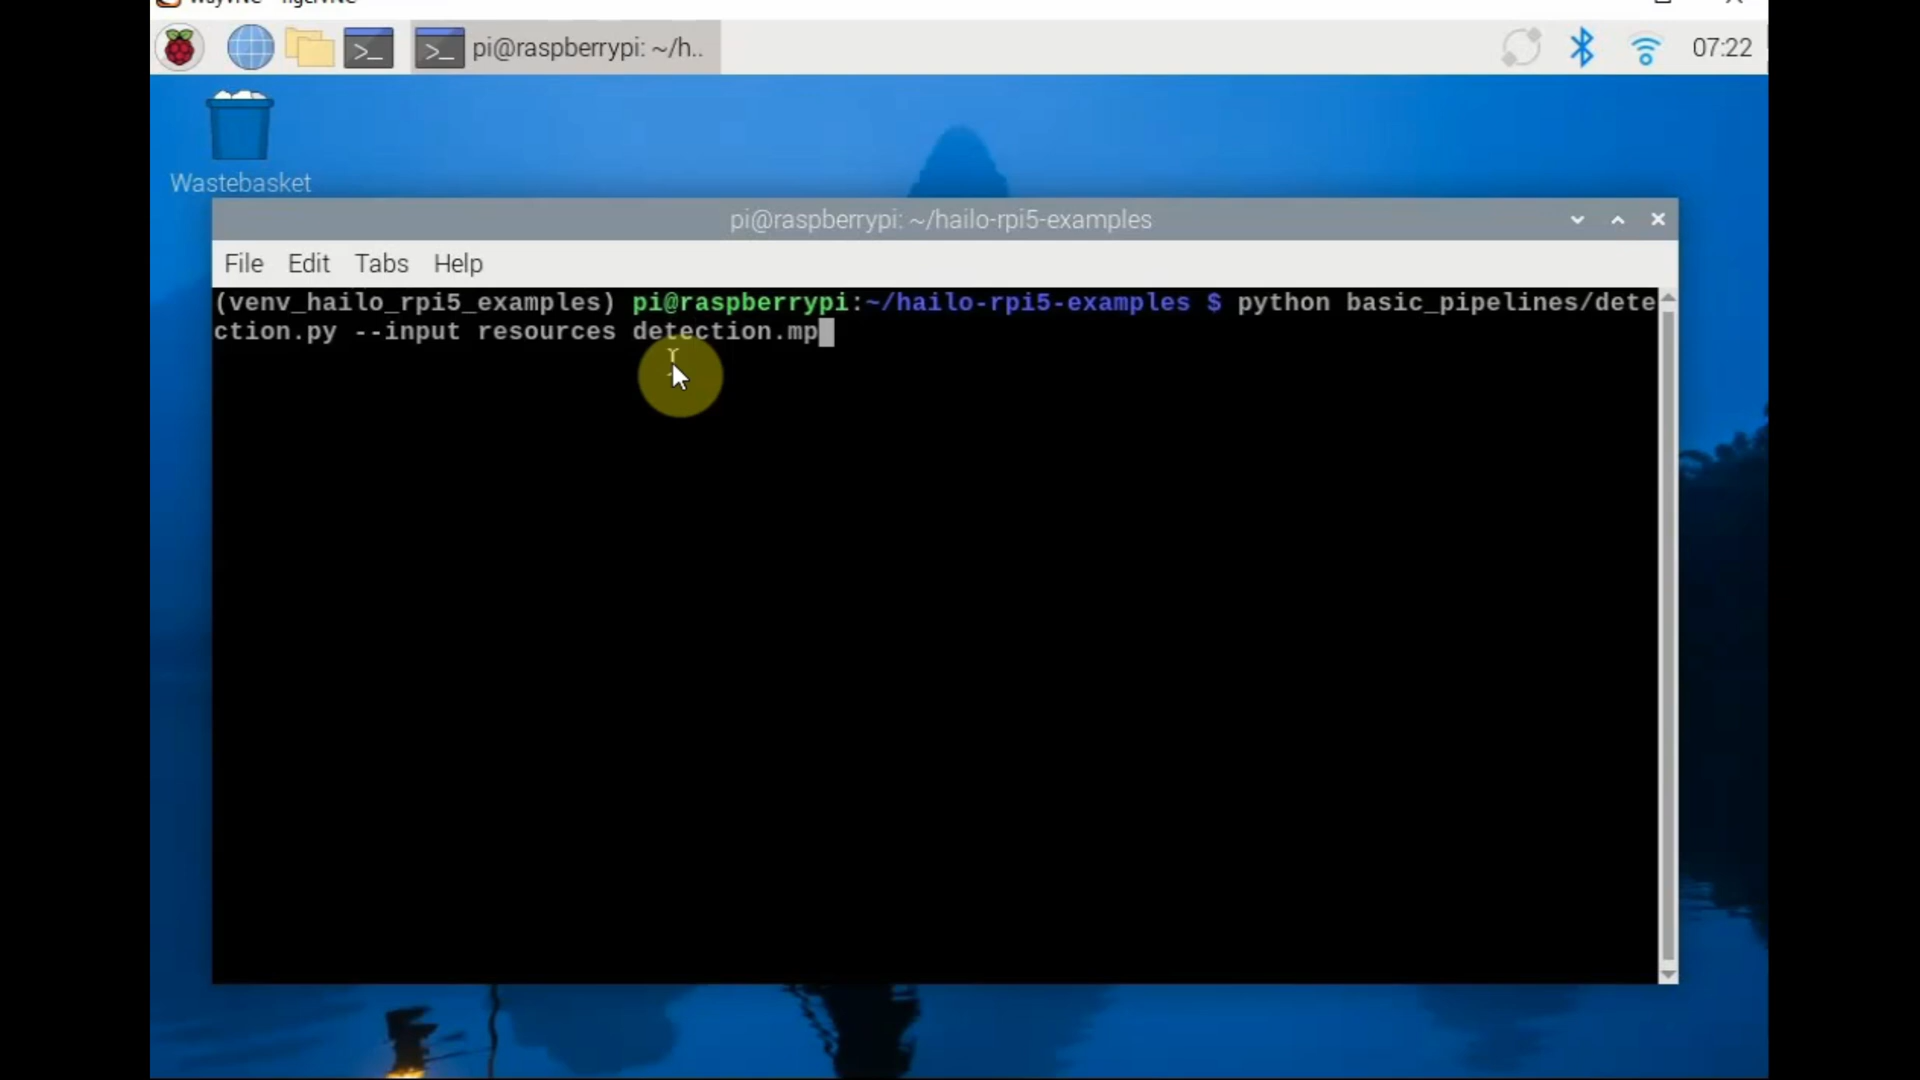 pi@raspberrypi: ~/h..
07:22
Wastebasket
pi@raspberrypi: ~/hailo-rpi5-examples
File Edit Tabs Help
(venv_hailo_rpi5_examples) pi@raspberrypi:~/hailo-rpi5-examples $ python basic_pipelines/dete
ction.py --input resources detection.mp